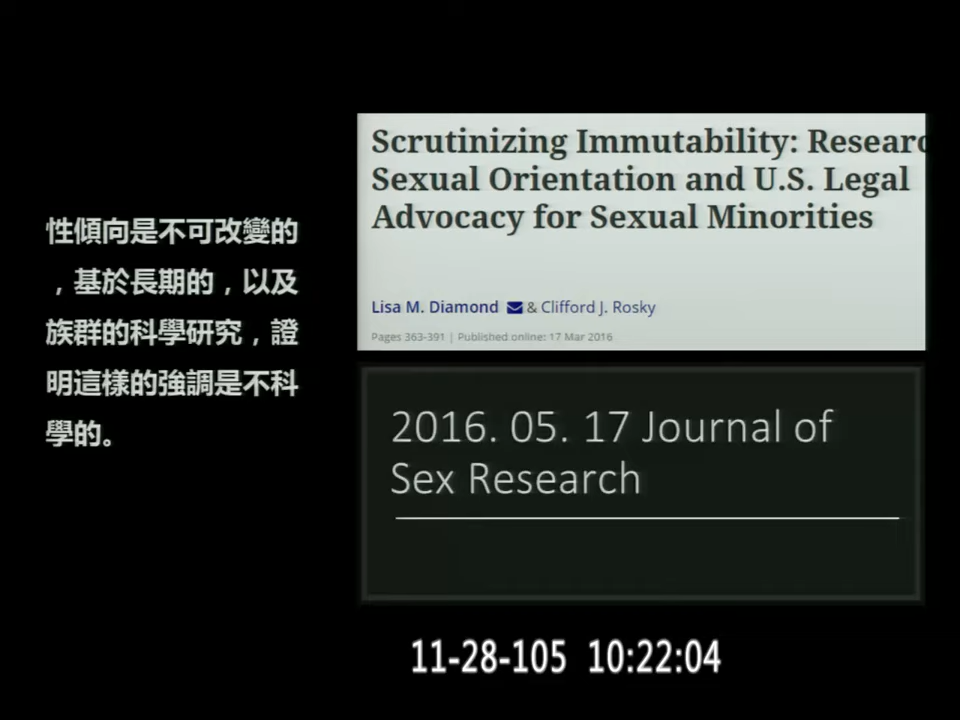 性傾向是不可改變的
，基於長期的，以及
族群的科學研究，證
明這樣的強調是不科
學的。
Scrutinizing Immutability:
Sexual Orientation and U.S. Legal
Advocacy for Sexual Minorities
Lisa M. Diamond & Clifford J. Rosky
Pages 363-391 | Published online: 17 Mar 2016
2016. 05. 17 Journal of
Sex Research
11-28-105 10:22:04